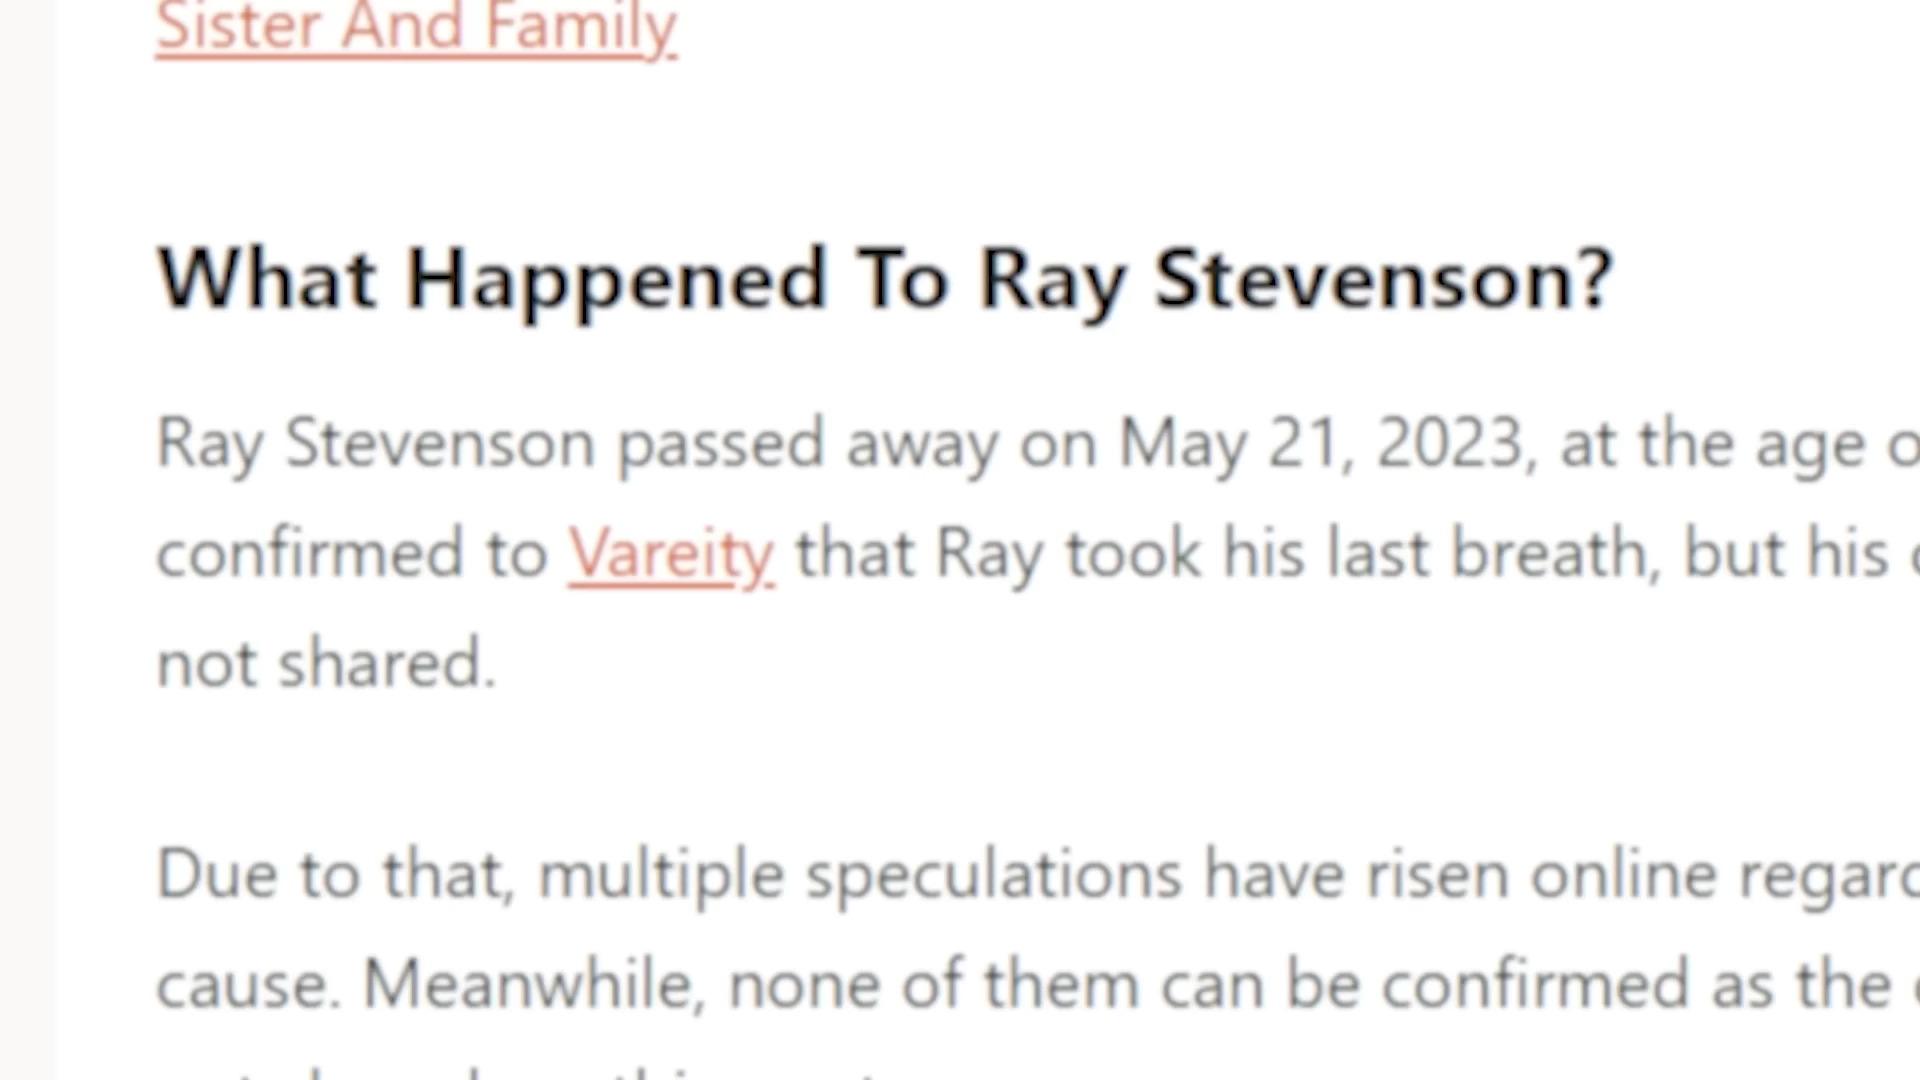 Sister And Family
What Happened To Ray Stevenson?
Ray Stevenson passed away on May 21, 2023, at the age
confirmed to Vareity that Ray took his last breath, but his
not shared.
Due to that, multiple speculations have risen online
cause. Meanwhile, none of them can be confirmed as the